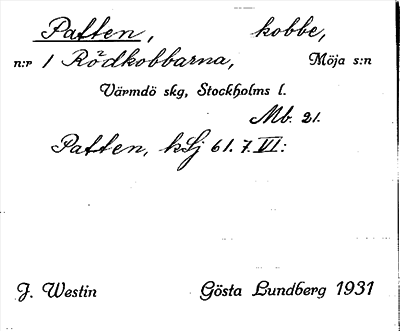 Patten, kobbe,
n:r 1 Rödkobbarna, Möja s:n
Värmdö skg, Stockholms l.
Mb. 21.
Patten, kSj 61. 7. VI:
J. Westin Gösta Lundberg 1931